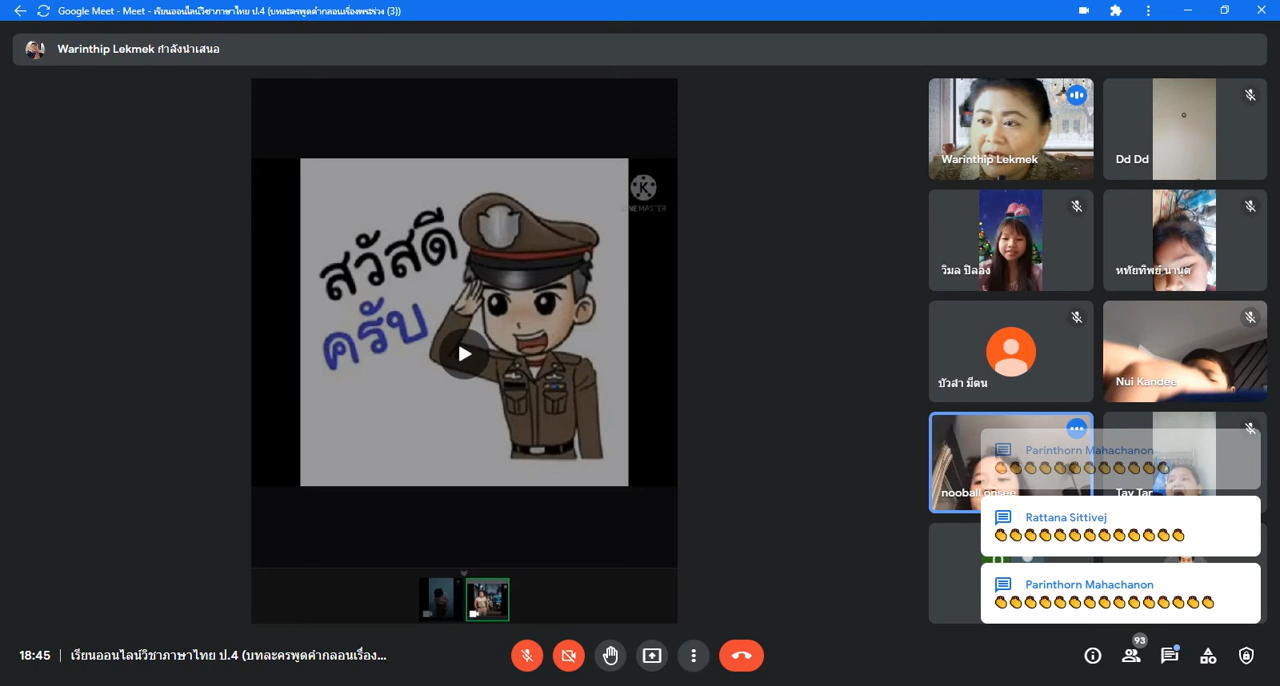 Google Meet - Meet - เรียนออนไลน์วิชาภาษาไทย ป.4 (บทละครพูดคำกลอนเรื่องพระร่วง (3))
Warinthip Lekmek กำลังนำเสนอ
สวัสดี
ครับ
K
Warinthip Lekmek
Dd Dd
วิมล ปิลอง
หทัยทิพย์ นานุต
บัวสา มีตน
Nui Kandee
Parinthorn Mahachanon
👏👏👏👏👏👏👏👏👏👏👏👏
Tay Tar
Rattana Sittivej
👏👏👏👏👏👏👏👏👏👏👏👏👏
Parinthorn Mahachanon
👏👏👏👏👏👏👏👏👏👏👏👏👏👏👏
18:45 | เรียนออนไลน์วิชาภาษาไทย ป.4 (บทละครพูดคำกลอนเรื่อง...
93